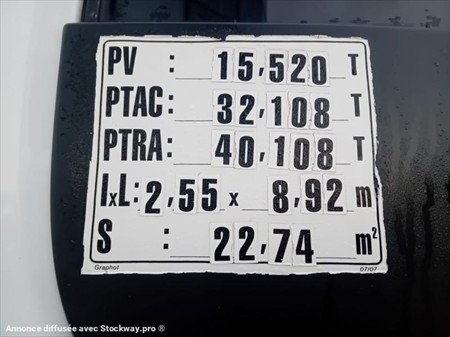 PV : 15,520 T
PTAC: 32,108 T
PTRA: 40,108 T
lxL: 2,55 x 8,92 m
S : 22,74 m²
Graphot 07/07
Annonce diffusée avec Stockway.pro ®